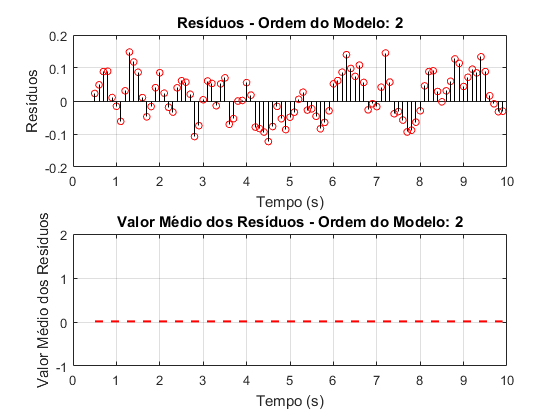 Resíduos - Ordem do Modelo: 2
0.2
0.1
0
-0.1
-0.2
Resíduos
0 1 2 3 4 5 6 7 8 9 10
Tempo (s)
Valor Médio dos Resíduos - Ordem do Modelo: 2
2
1
0
-1
Valor Médio dos Resíduos
0 1 2 3 4 5 6 7 8 9 10
Tempo (s)